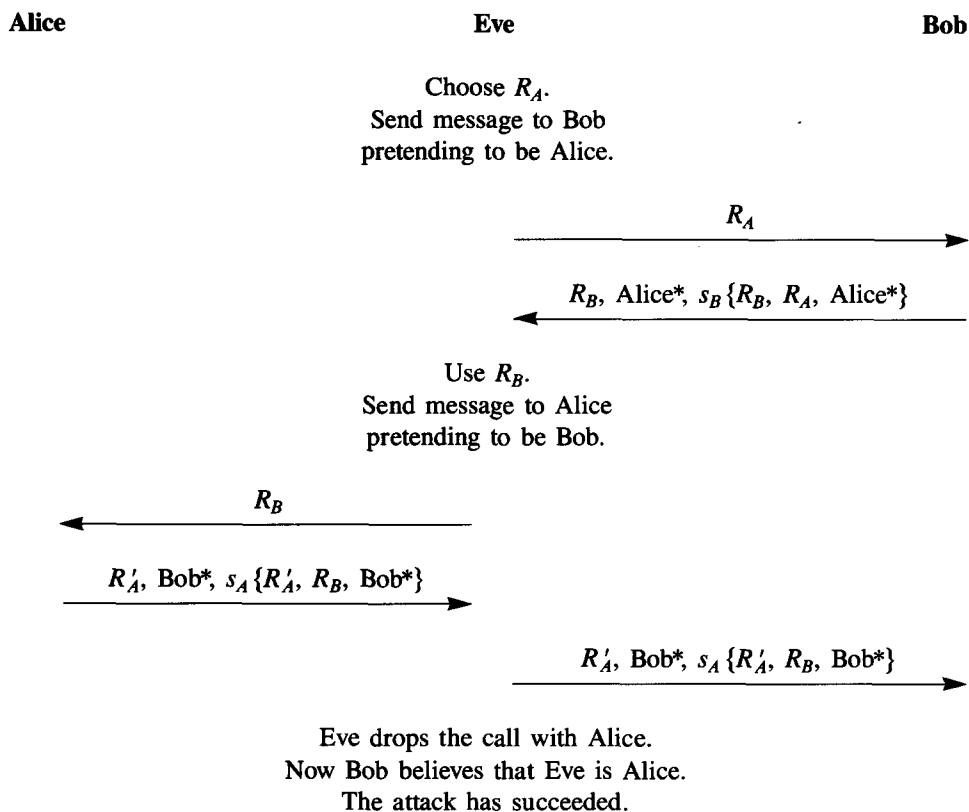 Alice Eve Bob
Choose R_A.
Send message to Bob
pretending to be Alice.
R_A
R_B, Alice*, s_B{R_B, R_A, Alice*}
Use R_B.
Send message to Alice
pretending to be Bob.
R_B
R'_A, Bob*, s_A{R'_A, R_B, Bob*}
R'_A, Bob*, s_A{R'_A, R_B, Bob*}
Eve drops the call with Alice.
Now Bob believes that Eve is Alice.
The attack has succeeded.